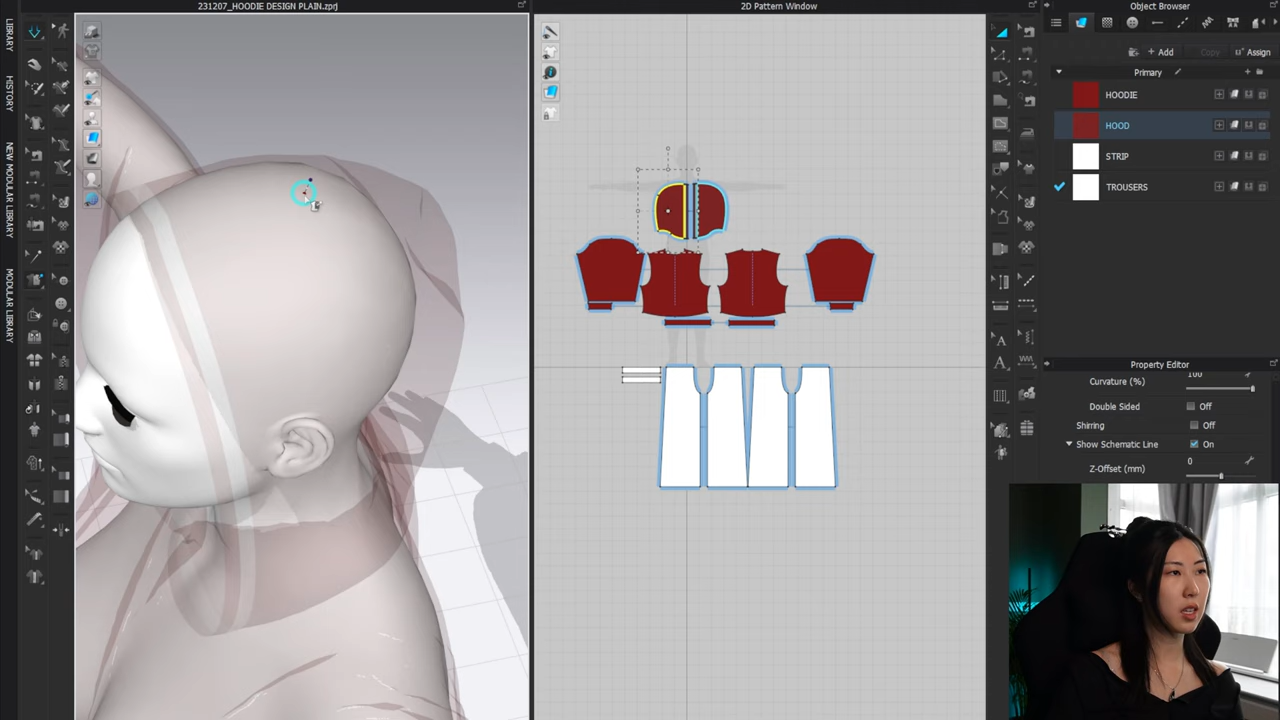 231207_HOODIE DESIGN PLAIN.zprj
2D Pattern Window
Object Browser
LIBRARY
HISTORY
NEW MODULAR LIBRARY
MODULAR LIBRARY
Add
Copy
Assign
Primary
HOODIE
HOOD
STRIP
TROUSERS
Property Editor
Curvature (%)
100
Double Sided
Off
Shirring
Off
Show Schematic Line
On
Z-Offset (mm)
0